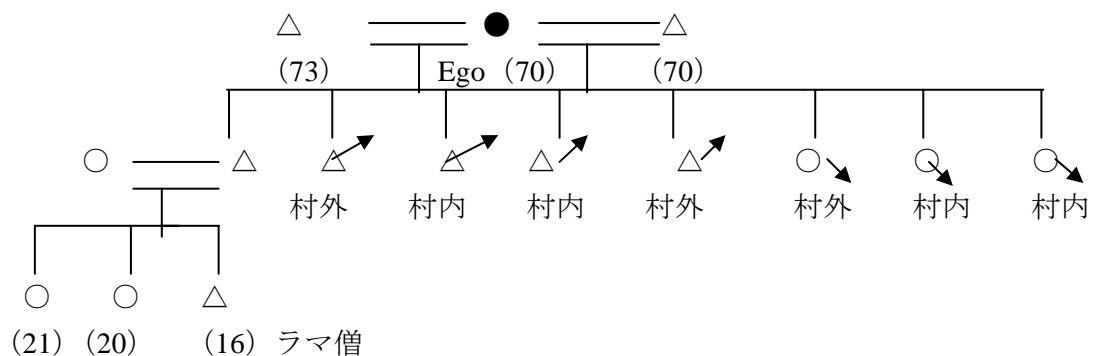 (73) Ego (70) (70)
村外 村内 村内 村外 村外 村内 村内
(21) (20) (16) ラマ僧